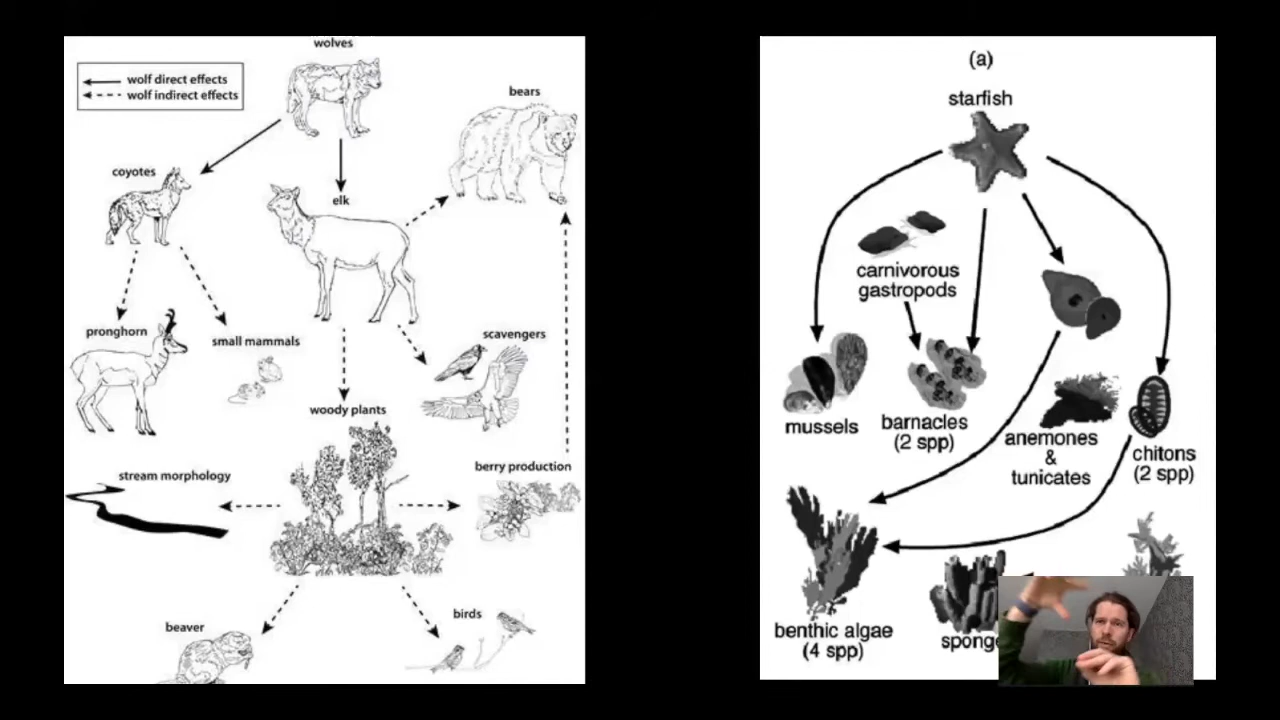 wolves
wolf direct effects
wolf indirect effects
bears
coyotes
elk
pronghorn
small mammals
scavengers
woody plants
stream morphology
berry production
beaver
birds
(a)
starfish
carnivorous
gastropods
mussels
barnacles
(2 spp)
anemones
&
tunicates
chitons
(2 spp)
benthic algae
(4 spp)
sponge